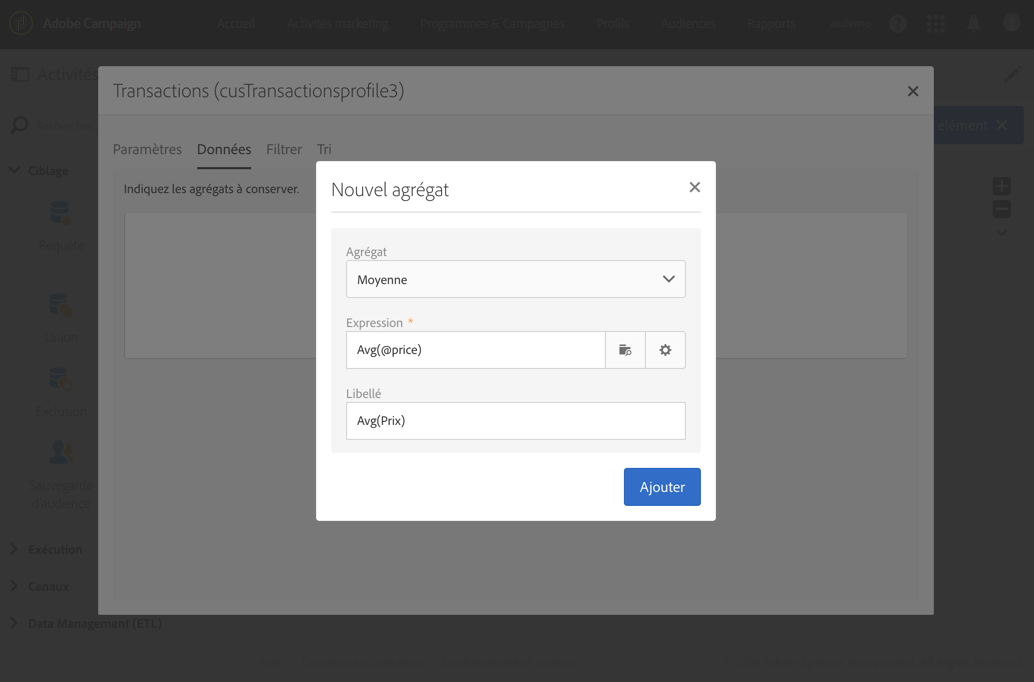 Adobe Campaign
Accueil Activités marketing Programmes & Campagnes Profils Audiences Rapports
Activités
élément
Transactions (cusTransactionsprofile3)
Paramètres Données Filtrer Tri
Indiquez les agrégats à conserver.
Ciblage
Requête
Union
Exclusion
Sauvegarde
d'audience
Exécution
Canaux
Data Management (ETL)
Nouvel agrégat
Agrégat
Moyenne
Expression *
Avg(@price)
Libellé
Avg(Prix)
Ajouter